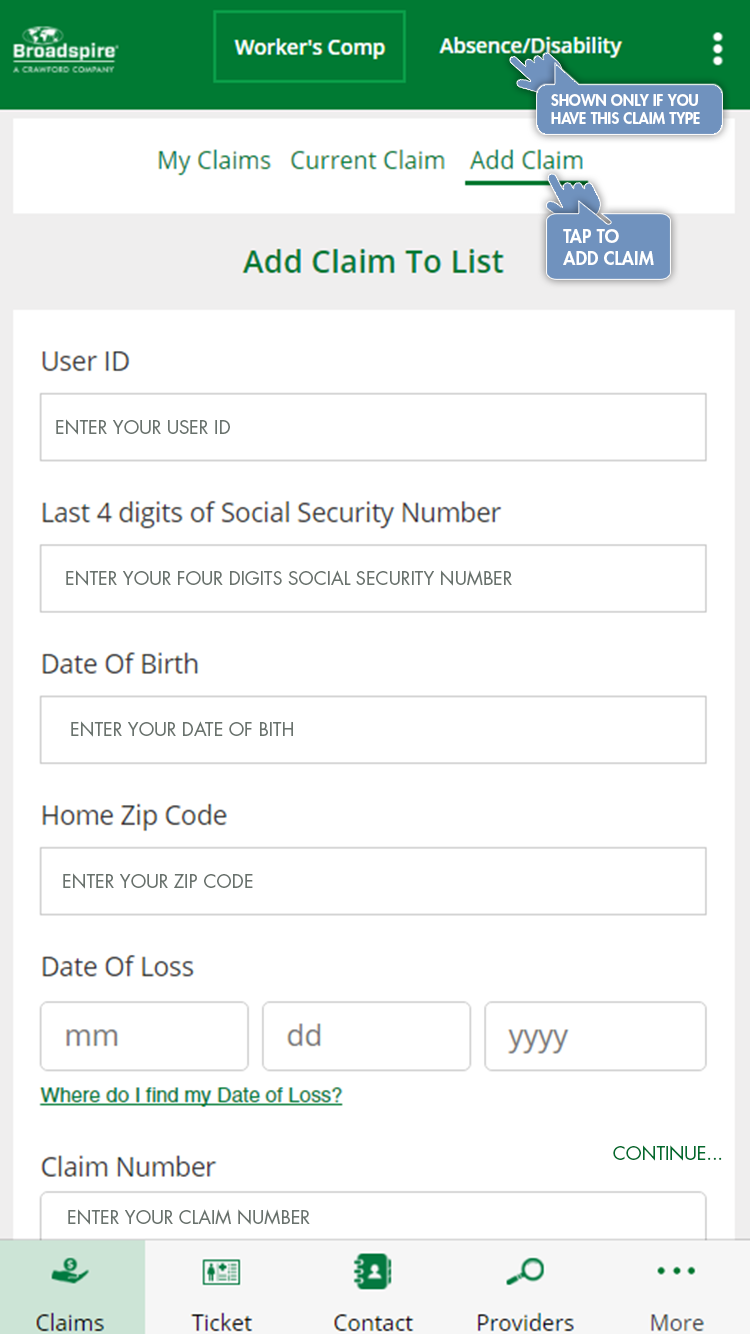 Broadspire®
A CRAWFORD COMPANY
Worker's Comp
Absence/Disability
SHOWN ONLY IF YOU
HAVE THIS CLAIM TYPE
My Claims Current Claim Add Claim
TAP TO
ADD CLAIM
Add Claim To List
User ID
ENTER YOUR USER ID
Last 4 digits of Social Security Number
ENTER YOUR FOUR DIGITS SOCIAL SECURITY NUMBER
Date Of Birth
ENTER YOUR DATE OF BITH
Home Zip Code
ENTER YOUR ZIP CODE
Date Of Loss
mm dd yyyy
Where do I find my Date of Loss?
CONTINUE...
Claim Number
ENTER YOUR CLAIM NUMBER
Claims Ticket Contact Providers More